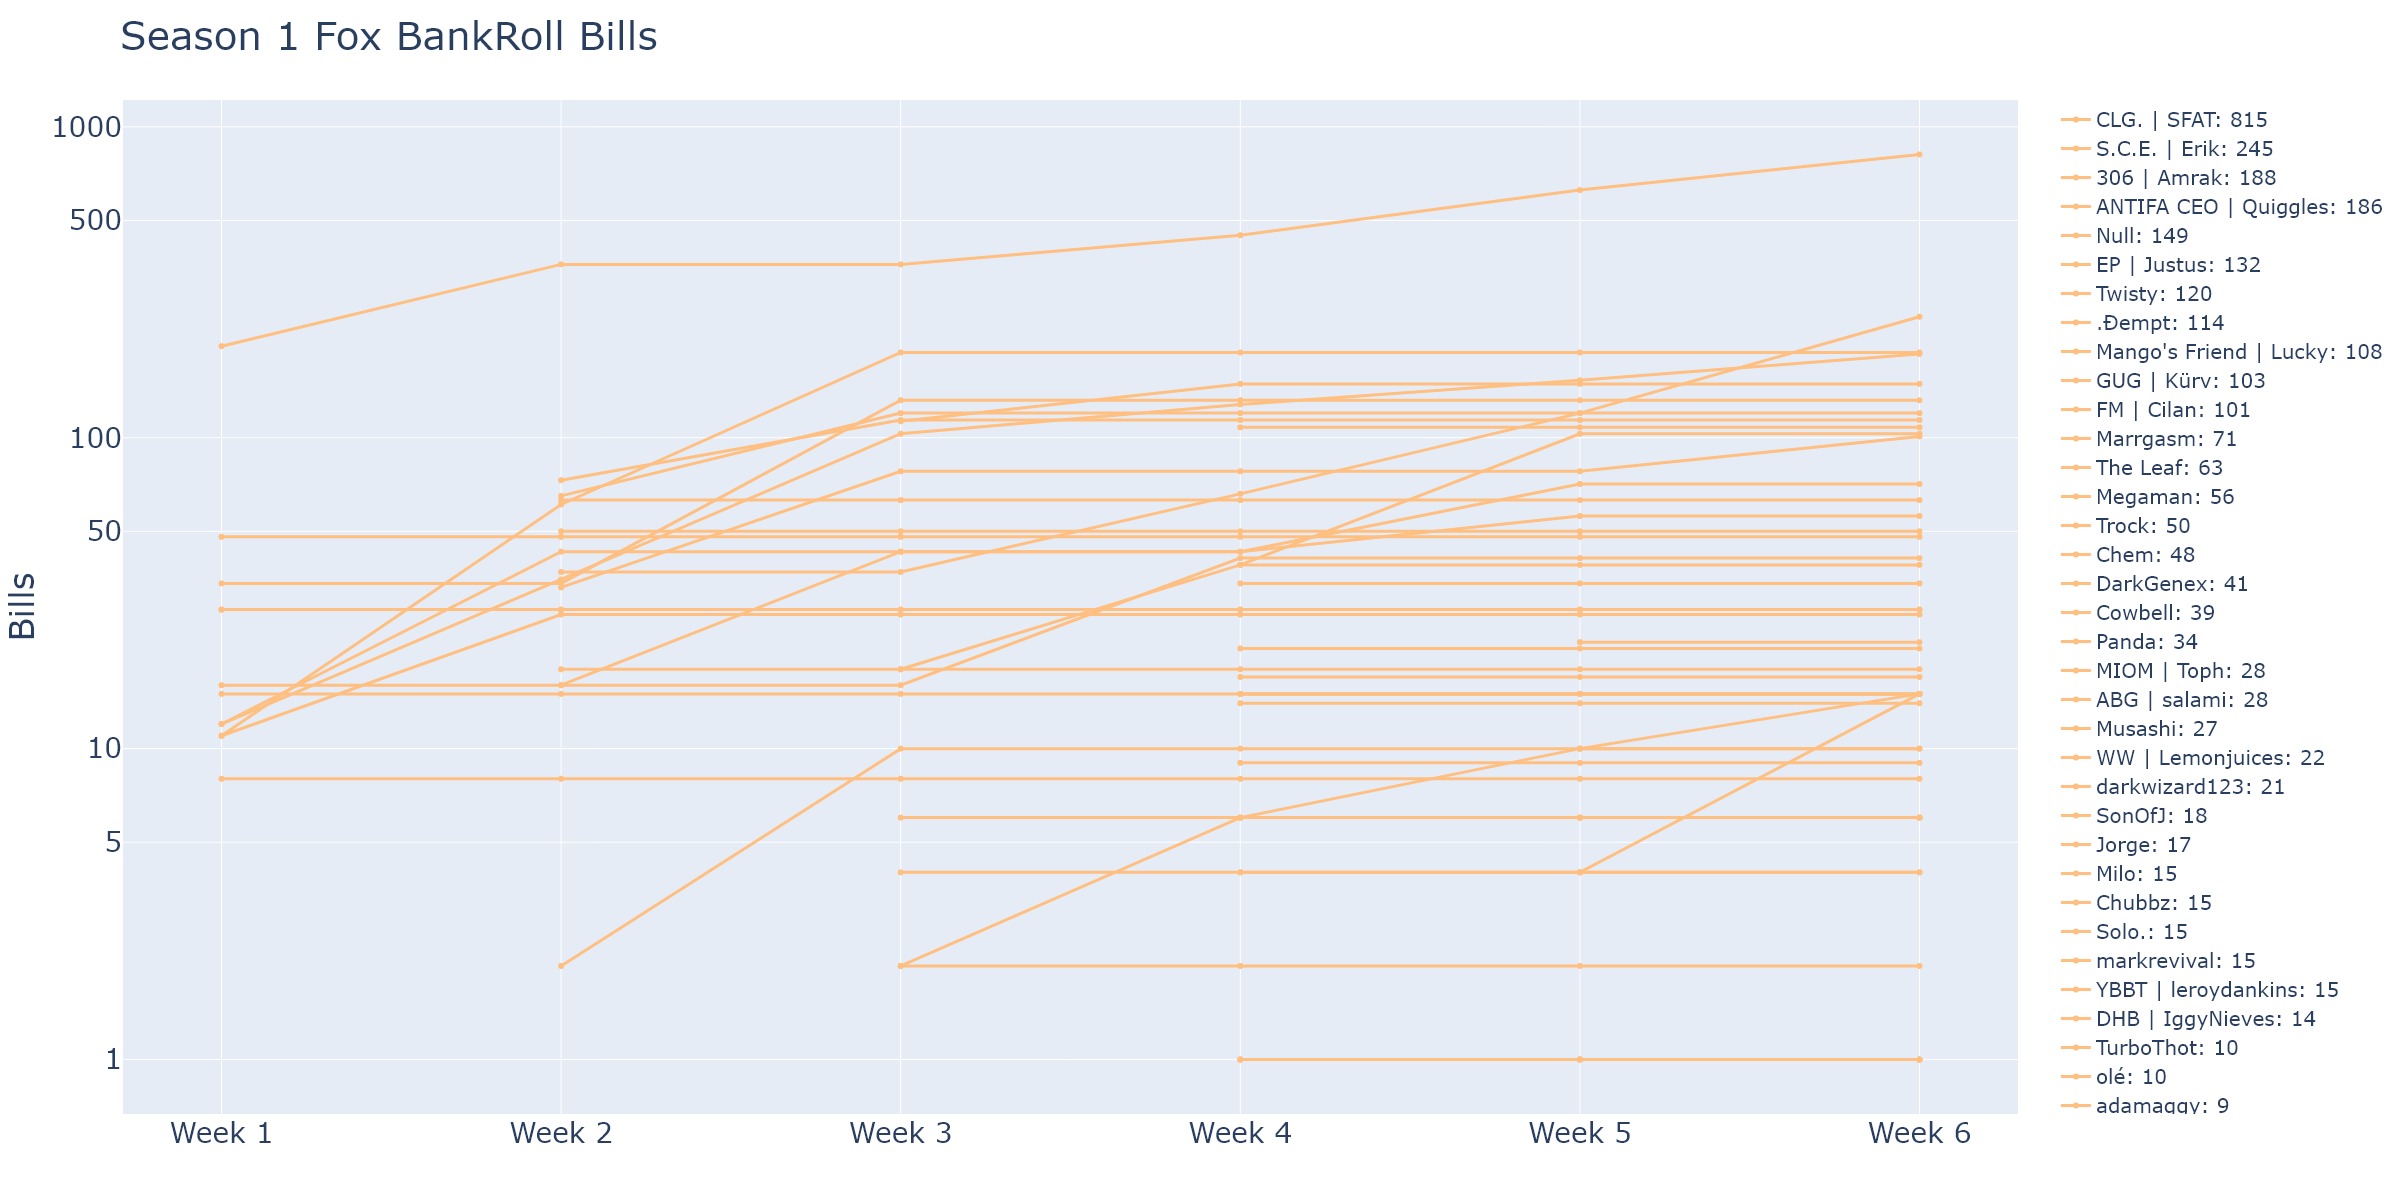 Season 1 Fox BankRoll Bills
1000
500
100
50
10
5
1
Bills
Week 1
Week 2
Week 3
Week 4
Week 5
Week 6
CLG. | SFAT: 815
S.C.E. | Erik: 245
306 | Amrak: 188
ANTIFA CEO | Quiggles: 186
Null: 149
EP | Justus: 132
Twisty: 120
.Đempt: 114
Mango's Friend | Lucky: 108
GUG | Kürv: 103
FM | Cilan: 101
Marrgasm: 71
The Leaf: 63
Megaman: 56
Trock: 50
Chem: 48
DarkGenex: 41
Cowbell: 39
Panda: 34
MIOM | Toph: 28
ABG | salami: 28
Musashi: 27
WW | Lemonjuices: 22
darkwizard123: 21
SonOfJ: 18
Jorge: 17
Milo: 15
Chubbz: 15
Solo.: 15
markrevival: 15
YBBT | leroydankins: 15
DHB | IggyNieves: 14
TurboThot: 10
olé: 10
adamaggy: 9